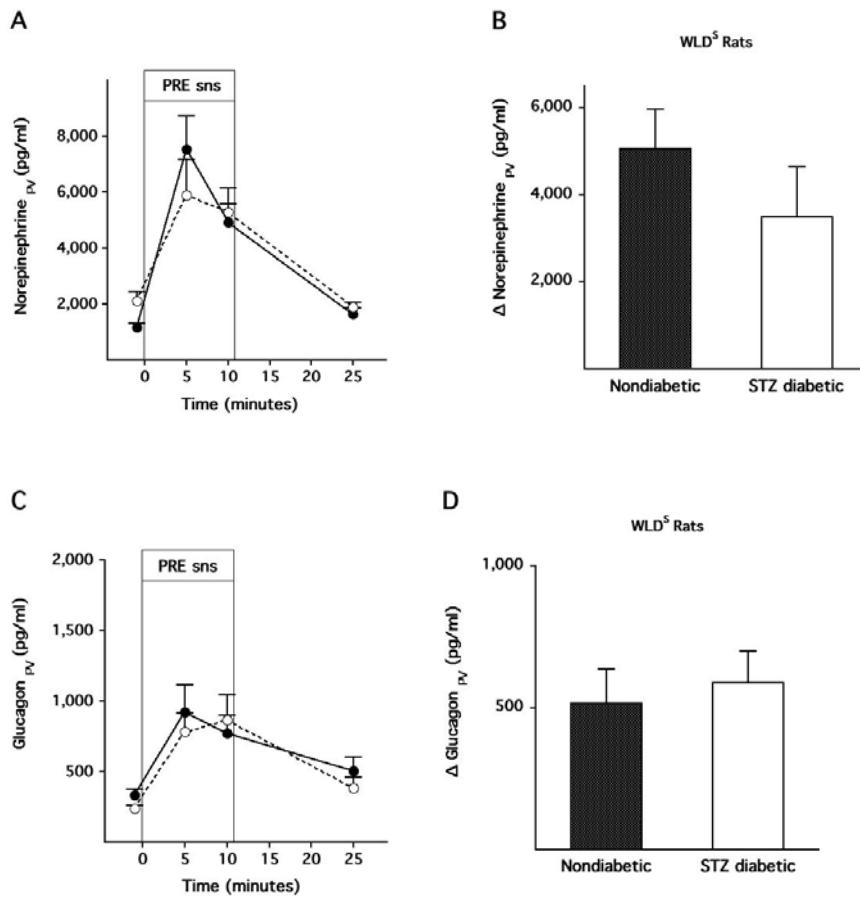 A
PRE sns
Norepinephrine PV (pg/ml)
8,000
6,000
4,000
2,000
0 5 10 15 20 25
Time (minutes)
B
WLD^S Rats
Δ Norepinephrine PV (pg/ml)
6,000
4,000
2,000
Nondiabetic STZ diabetic
C
PRE sns
Glucagon PV (pg/ml)
2,000
1,500
1,000
500
0 5 10 15 20 25
Time (minutes)
D
WLD^S Rats
Δ Glucagon PV (pg/ml)
1,000
500
Nondiabetic STZ diabetic